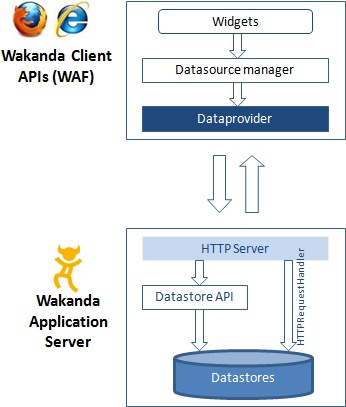 Wakanda Client
APIs (WAF)
Widgets
Datasource manager
Dataprovider
Wakanda
Application
Server
HTTP Server
Datastore API
HTTPRequestHandler
Datastores